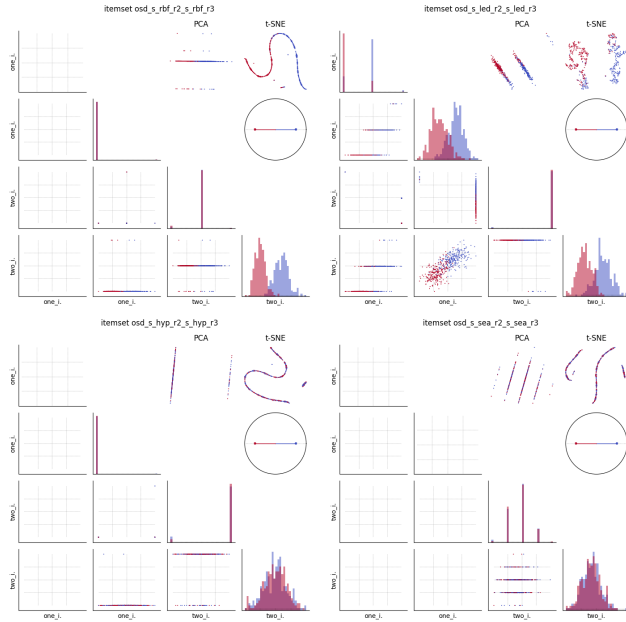 itemset osd_s_rbf_r2_s_rbf_r3
PCA
t-SNE
one_i.
one_i.
two_i.
two_i.
one_i.
one_i.
two_i.
two_i.
itemset osd_s_led_r2_s_led_r3
PCA
t-SNE
one_i.
one_i.
two_i.
two_i.
one_i.
one_i.
two_i.
two_i.
itemset osd_s_hyp_r2_s_hyp_r3
PCA
t-SNE
one_i.
one_i.
two_i.
two_i.
one_i.
one_i.
two_i.
two_i.
itemset osd_s_sea_r2_s_sea_r3
PCA
t-SNE
one_i.
one_i.
two_i.
two_i.
one_i.
one_i.
two_i.
two_i.